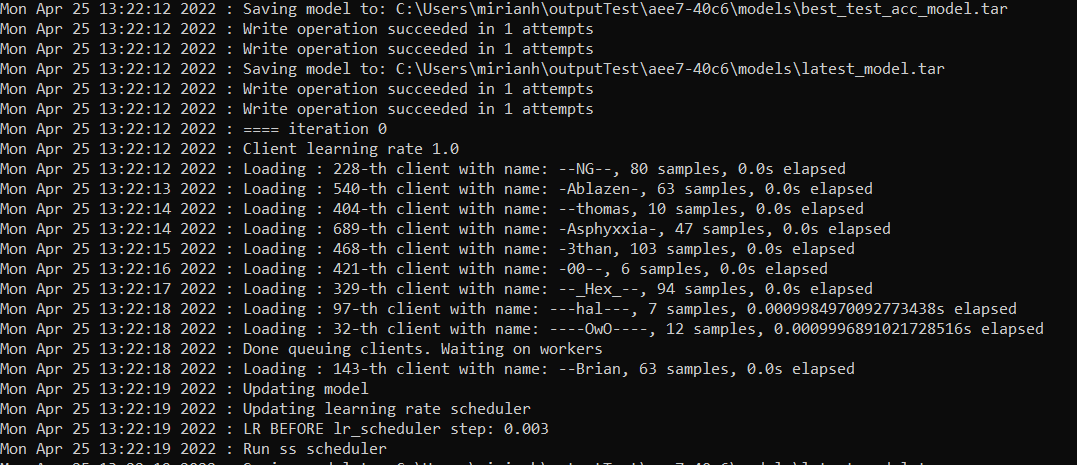 Mon Apr 25 13:22:12 2022 : Saving model to: C:\Users\mirianh\outputTest\aee7-40c6\models\best_test_acc_model.tar
Mon Apr 25 13:22:12 2022 : Write operation succeeded in 1 attempts
Mon Apr 25 13:22:12 2022 : Write operation succeeded in 1 attempts
Mon Apr 25 13:22:12 2022 : Saving model to: C:\Users\mirianh\outputTest\aee7-40c6\models\latest_model.tar
Mon Apr 25 13:22:12 2022 : Write operation succeeded in 1 attempts
Mon Apr 25 13:22:12 2022 : Write operation succeeded in 1 attempts
Mon Apr 25 13:22:12 2022 : ==== iteration 0
Mon Apr 25 13:22:12 2022 : Client learning rate 1.0
Mon Apr 25 13:22:12 2022 : Loading : 228-th client with name: --NG--, 80 samples, 0.0s elapsed
Mon Apr 25 13:22:13 2022 : Loading : 540-th client with name: -Ablazen-, 63 samples, 0.0s elapsed
Mon Apr 25 13:22:14 2022 : Loading : 404-th client with name: --thomas, 10 samples, 0.0s elapsed
Mon Apr 25 13:22:14 2022 : Loading : 689-th client with name: -Asphyxxia-, 47 samples, 0.0s elapsed
Mon Apr 25 13:22:15 2022 : Loading : 468-th client with name: -3than, 103 samples, 0.0s elapsed
Mon Apr 25 13:22:16 2022 : Loading : 421-th client with name: -00--, 6 samples, 0.0s elapsed
Mon Apr 25 13:22:17 2022 : Loading : 329-th client with name: --_Hex_--, 94 samples, 0.0s elapsed
Mon Apr 25 13:22:18 2022 : Loading : 97-th client with name: ---hal---, 7 samples, 0.0009984970092773438s elapsed
Mon Apr 25 13:22:18 2022 : Loading : 32-th client with name: ----OwO----, 12 samples, 0.0009996891021728516s elapsed
Mon Apr 25 13:22:18 2022 : Done queuing clients. Waiting on workers
Mon Apr 25 13:22:18 2022 : Loading : 143-th client with name: --Brian, 63 samples, 0.0s elapsed
Mon Apr 25 13:22:19 2022 : Updating model
Mon Apr 25 13:22:19 2022 : Updating learning rate scheduler
Mon Apr 25 13:22:19 2022 : LR BEFORE lr_scheduler step: 0.003
Mon Apr 25 13:22:19 2022 : Run ss scheduler